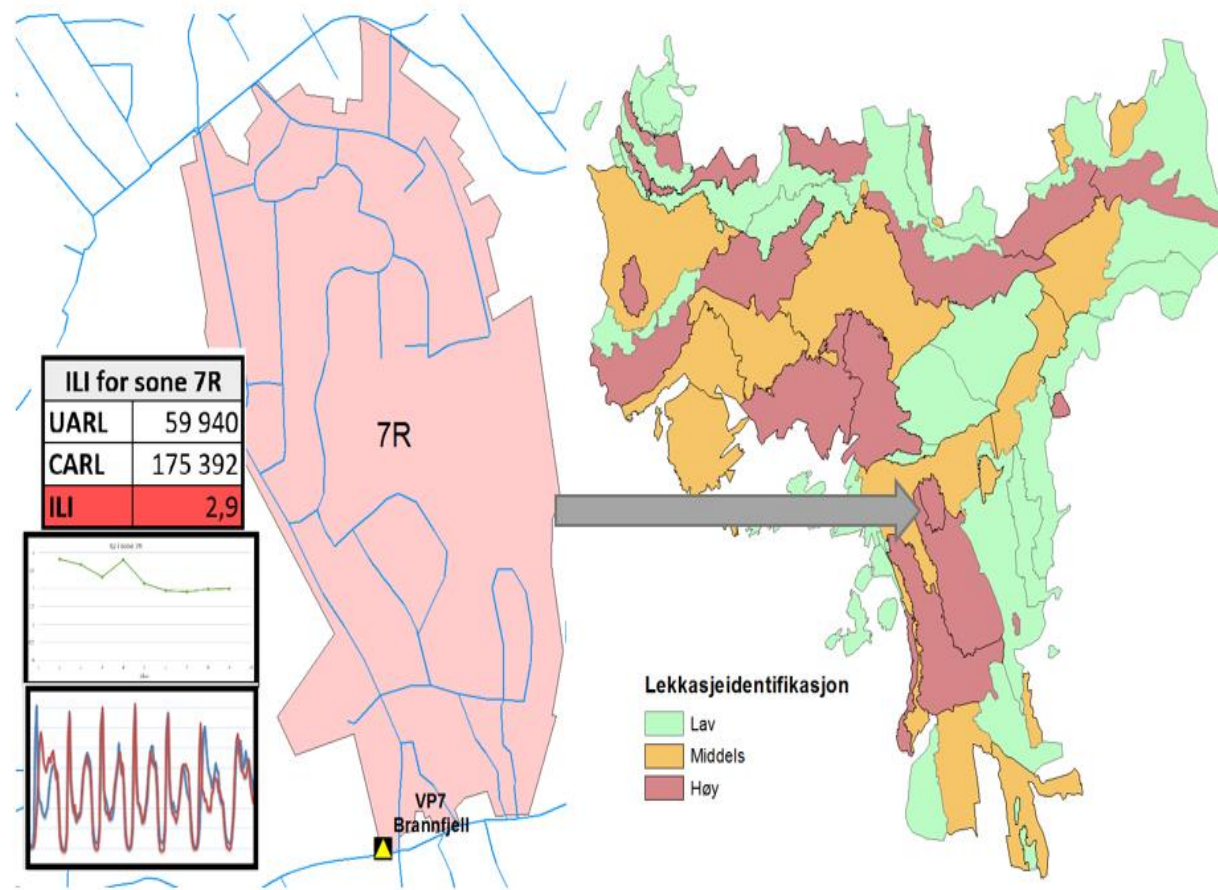 ILI for sone 7R
UARL 59 940
CARL 175 392
ILI 2,9
7R
VP7
Brannfjell
Lekkasjeidentifikasjon
Lav
Middels
Høy